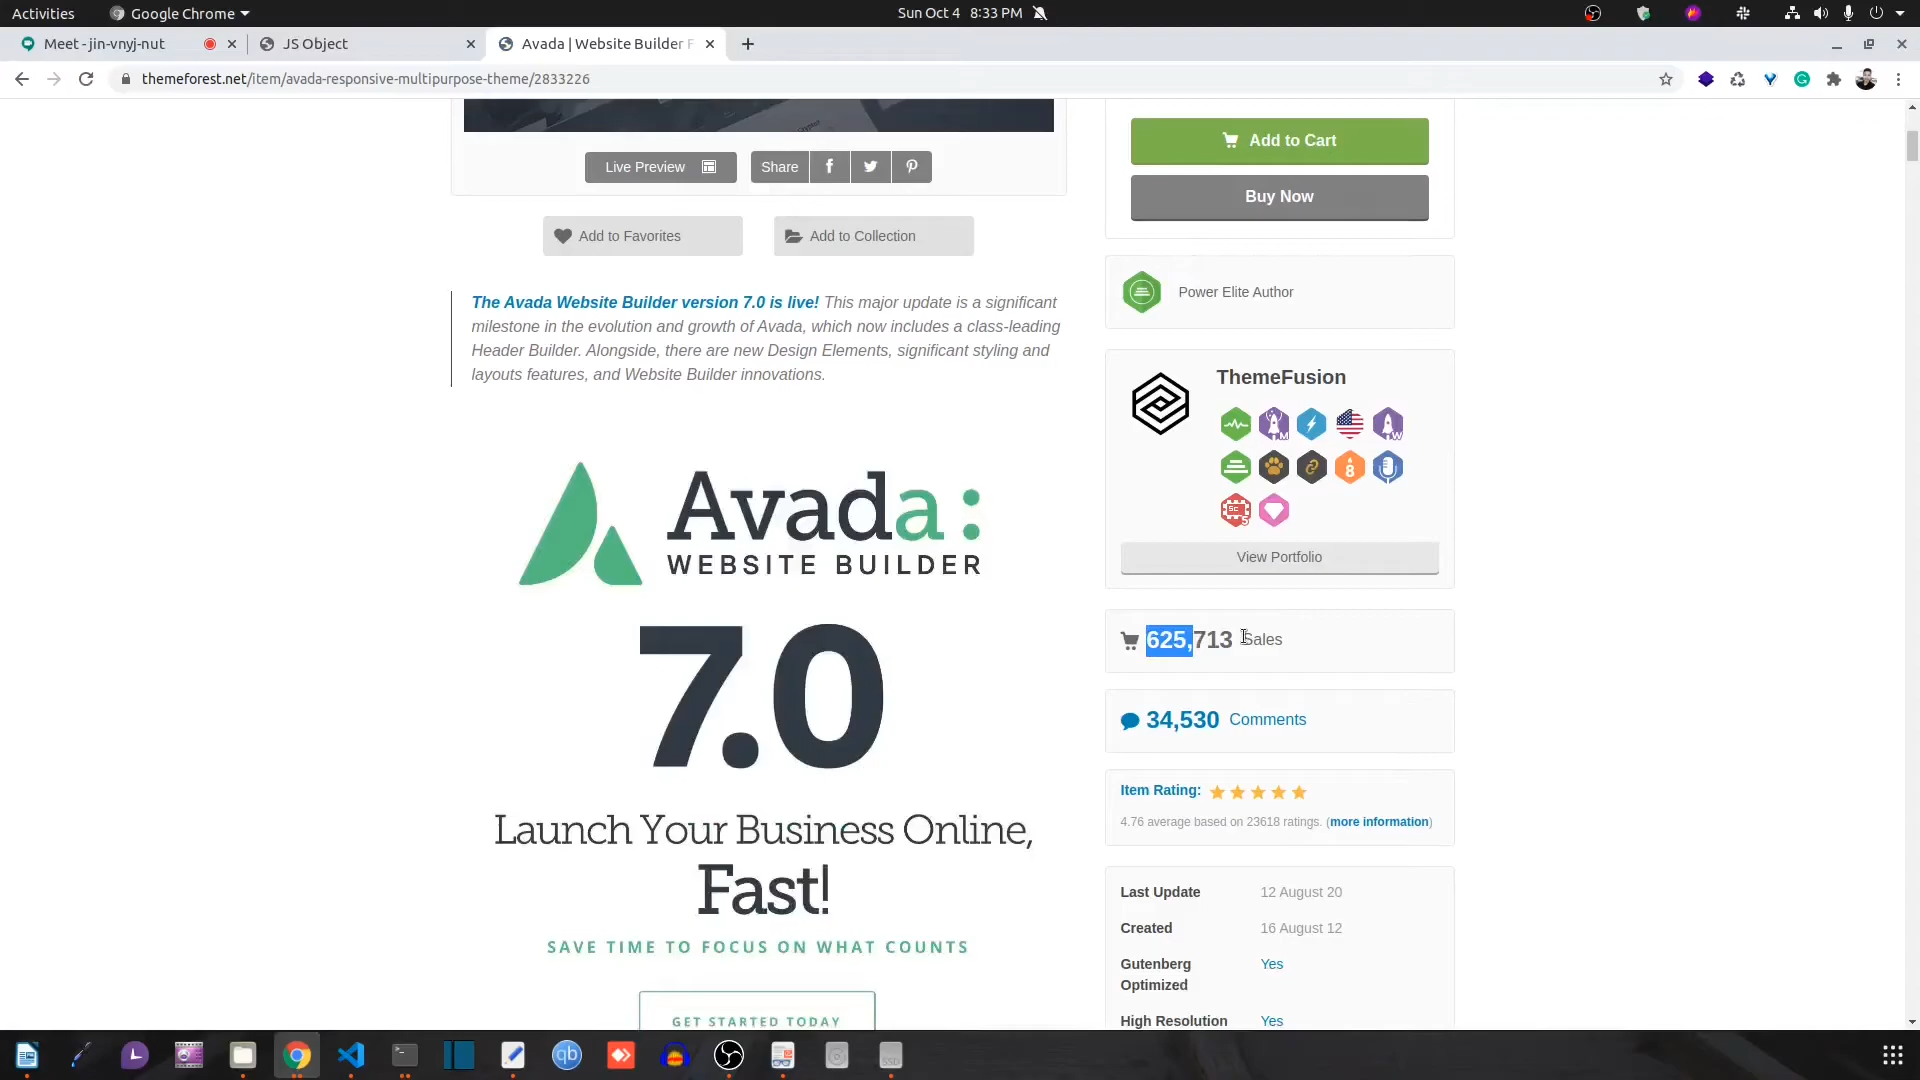 Activities
Google Chrome
Sun Oct 4 8:33 PM
Meet - jin-vnyj-nut
JS Object
Avada | Website Builder F
themeforest.net/item/avada-responsive-multipurpose-theme/2833226
Live Preview
Share
Add to Favorites
Add to Collection
The Avada Website Builder version 7.0 is live! This major update is a significant
milestone in the evolution and growth of Avada, which now includes a class-leading
Header Builder. Alongside, there are new Design Elements, significant styling and
layouts features, and Website Builder innovations.
Avada:
WEBSITE BUILDER
7.0
Launch Your Business Online,
Fast!
SAVE TIME TO FOCUS ON WHAT COUNTS
GET STARTED TODAY
Add to Cart
Buy Now
Power Elite Author
ThemeFusion
M
W
8
SC
5
View Portfolio
625,713 Sales
34,530 Comments
Item Rating:
4.76 average based on 23618 ratings. (more information)
Last Update 12 August 20
Created 16 August 12
Gutenberg Yes
Optimized
High Resolution Yes
qb
SSD